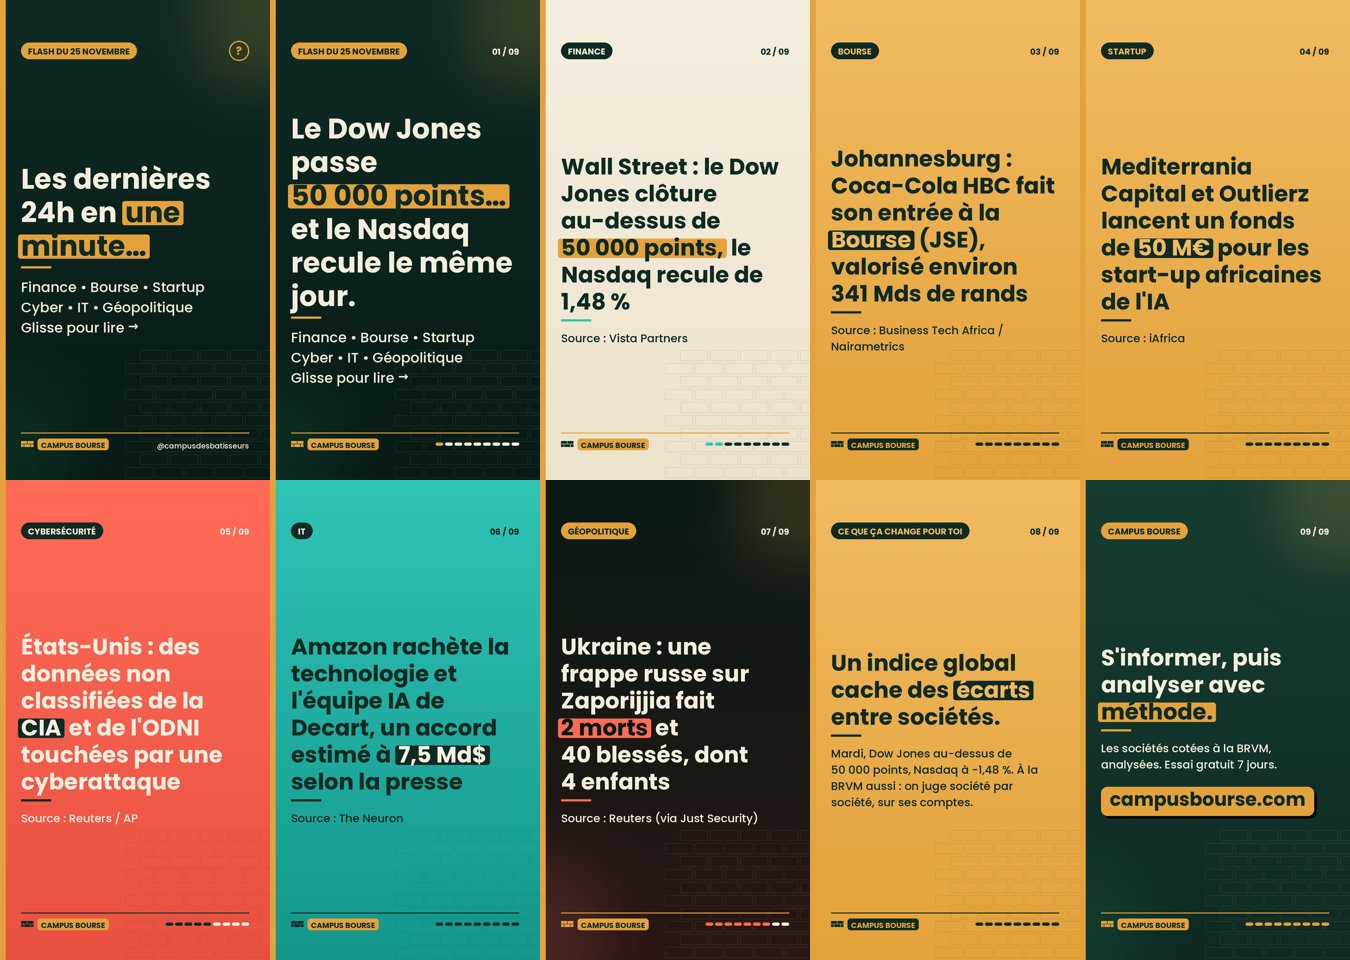 FLASH DU 25 NOVEMBRE
?
Les dernières
24h en une
minute...
Finance • Bourse • Startup
Cyber • IT • Géopolitique
Glisse pour lire →
CAMPUS BOURSE
@campusdesbatisseurs
FLASH DU 25 NOVEMBRE
01 / 09
Le Dow Jones
passe
50 000 points...
et le Nasdaq
recule le même
jour.
Finance • Bourse • Startup
Cyber • IT • Géopolitique
Glisse pour lire →
CAMPUS BOURSE
FINANCE
02 / 09
Wall Street : le Dow
Jones clôture
au-dessus de
50 000 points, le
Nasdaq recule de
1,48 %
Source : Vista Partners
CAMPUS BOURSE
BOURSE
03 / 09
Johannesburg :
Coca-Cola HBC fait
son entrée à la
Bourse (JSE),
valorisé environ
341 Mds de rands
Source : Business Tech Africa /
Nairametrics
CAMPUS BOURSE
STARTUP
04 / 09
Mediterrania
Capital et Outlierz
lancent un fonds
de 50 M€ pour les
start-up africaines
de l'IA
Source : iAfrica
CAMPUS BOURSE
CYBERSÉCURITÉ
05 / 09
États-Unis : des
données non
classifiées de la
CIA et de l'ODNI
touchées par une
cyberattaque
Source : Reuters / AP
CAMPUS BOURSE
IT
06 / 09
Amazon rachète la
technologie et
l'équipe IA de
Decart, un accord
estimé à 7,5 Md$
selon la presse
Source : The Neuron
CAMPUS BOURSE
GÉOPOLITIQUE
07 / 09
Ukraine : une
frappe russe sur
Zaporijjia fait
2 morts et
40 blessés, dont
4 enfants
Source : Reuters (via Just Security)
CAMPUS BOURSE
CE QUE ÇA CHANGE POUR TOI
08 / 09
Un indice global
cache des écarts
entre sociétés.
Mardi, Dow Jones au-dessus de
50 000 points, Nasdaq à -1,48 %. À la
BRVM aussi : on juge société par
société, sur ses comptes.
CAMPUS BOURSE
CAMPUS BOURSE
09 / 09
S'informer, puis
analyser avec
méthode.
Les sociétés cotées à la BRVM,
analysées. Essai gratuit 7 jours.
campusbourse.com
CAMPUS BOURSE